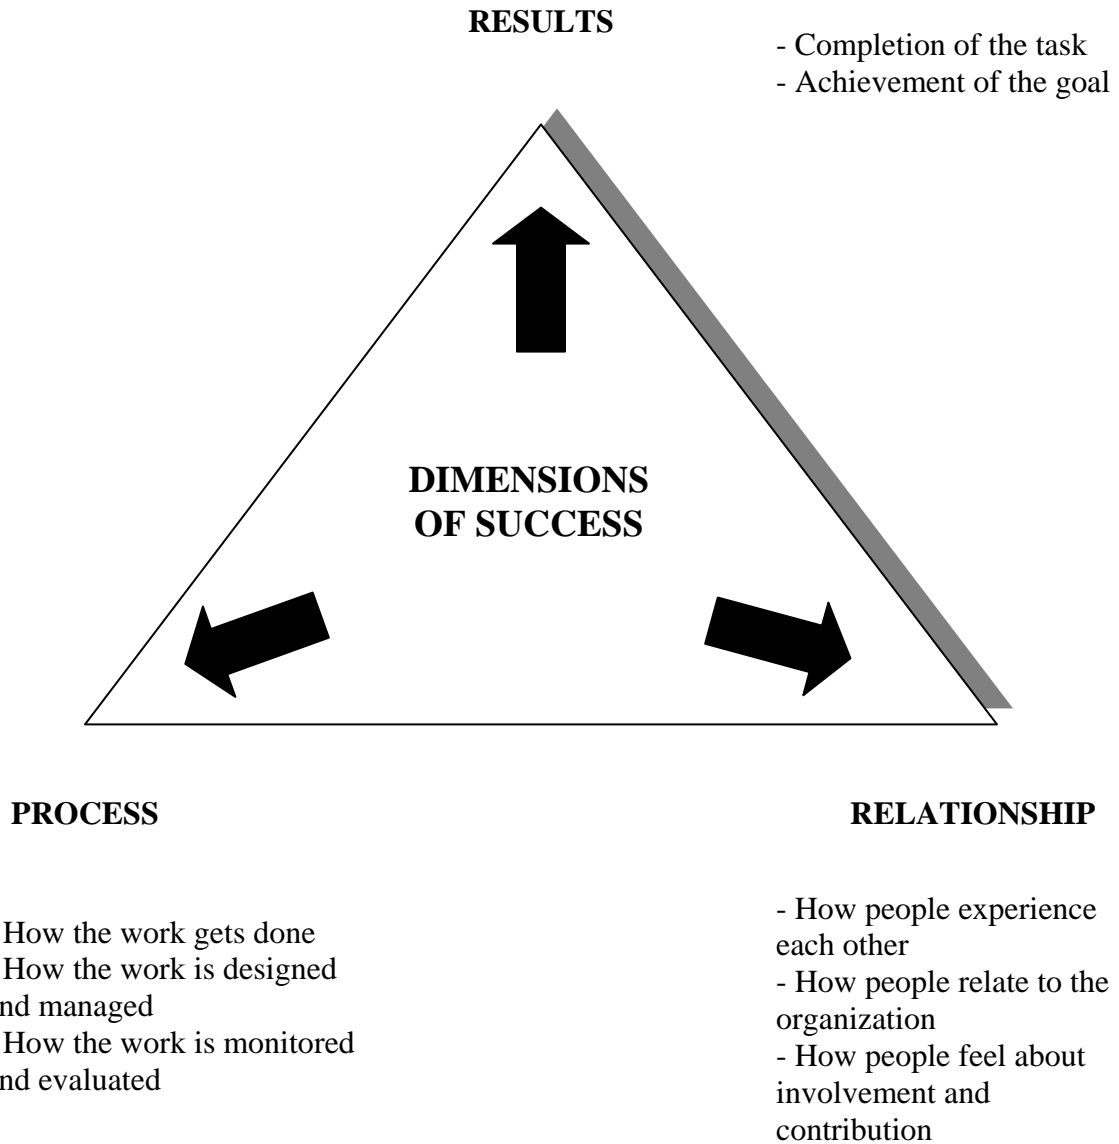 RESULTS
- Completion of the task
- Achievement of the goal
DIMENSIONS
OF SUCCESS
PROCESS
How the work gets done
How the work is designed
nd managed
How the work is monitored
nd evaluated
RELATIONSHIP
- How people experience
each other
- How people relate to the
organization
- How people feel about
involvement and
contribution